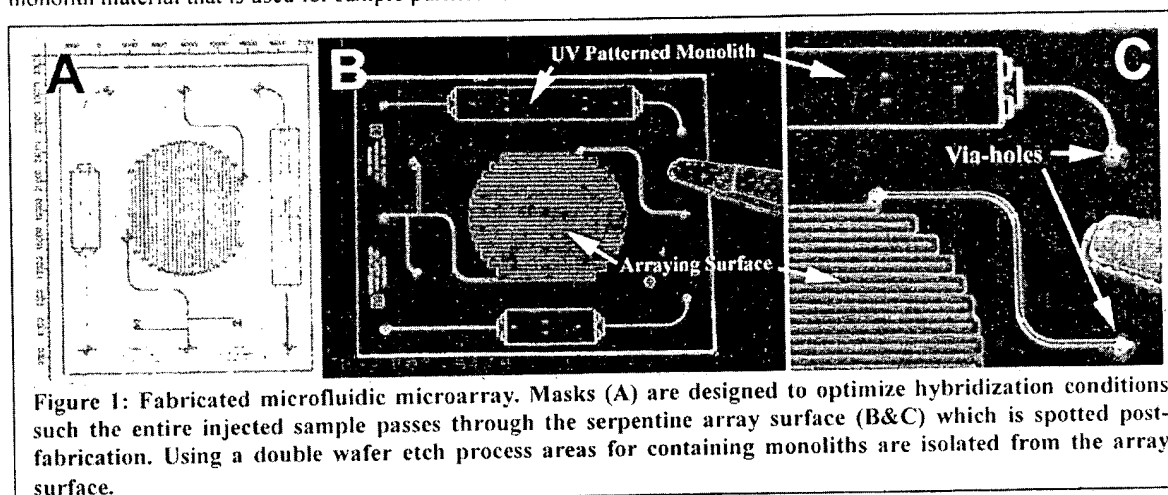 monolith material that is used for sample
A
B
C
UV Patterned Monolith
Via-holes
Arraying Surface
Figure 1: Fabricated microfluidic microarray. Masks (A) are designed to optimize hybridization conditions
such the entire injected sample passes through the serpentine array surface (B&C) which is spotted post-
fabrication. Using a double wafer etch process areas for containing monoliths are isolated from the array
surface.